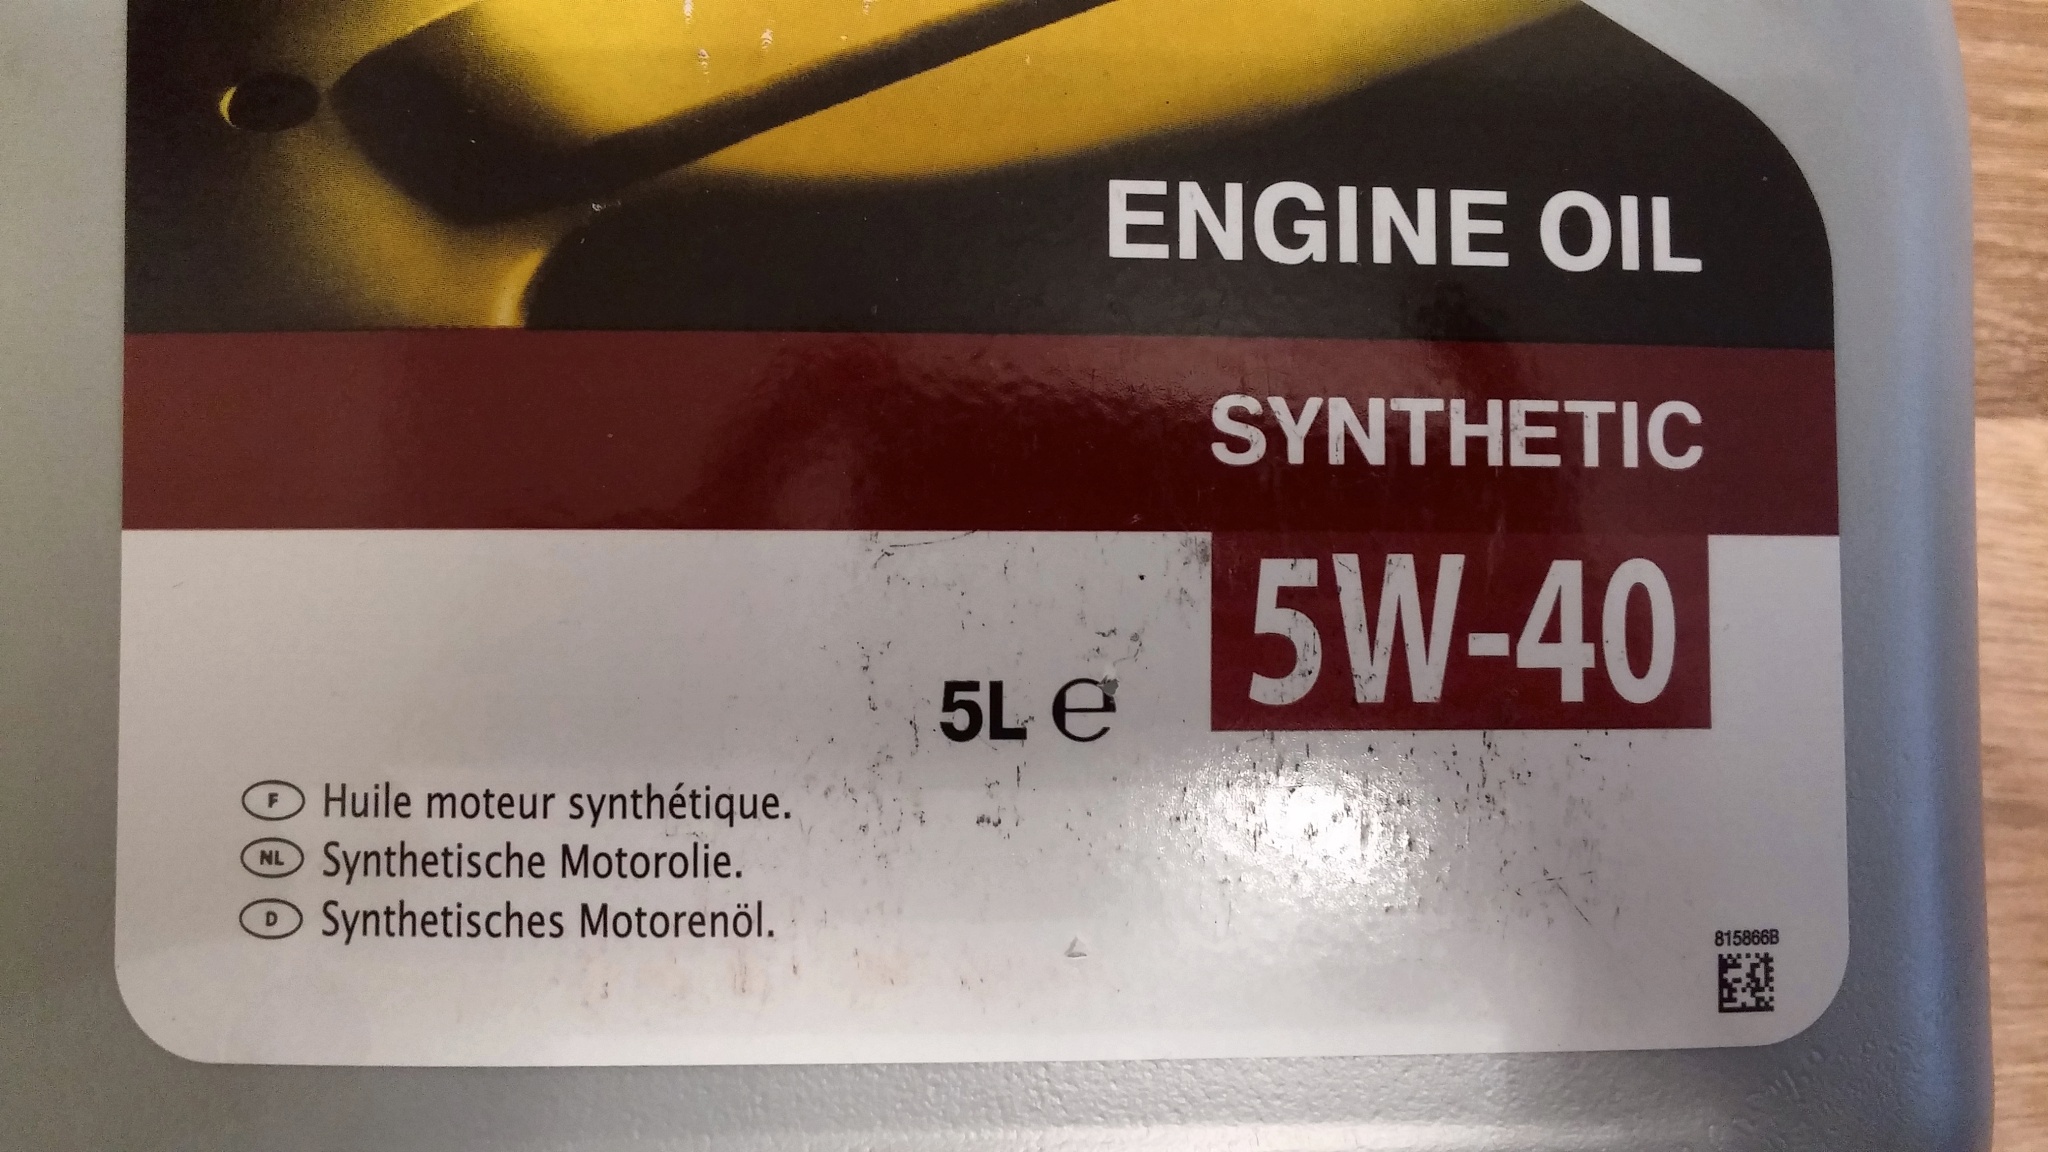 ENGINE OIL
SYNTHETIC
5W-40
5L ℮
F Huile moteur synthétique.
NL Synthetische Motorolie.
D Synthetisches Motorenöl.
815866B